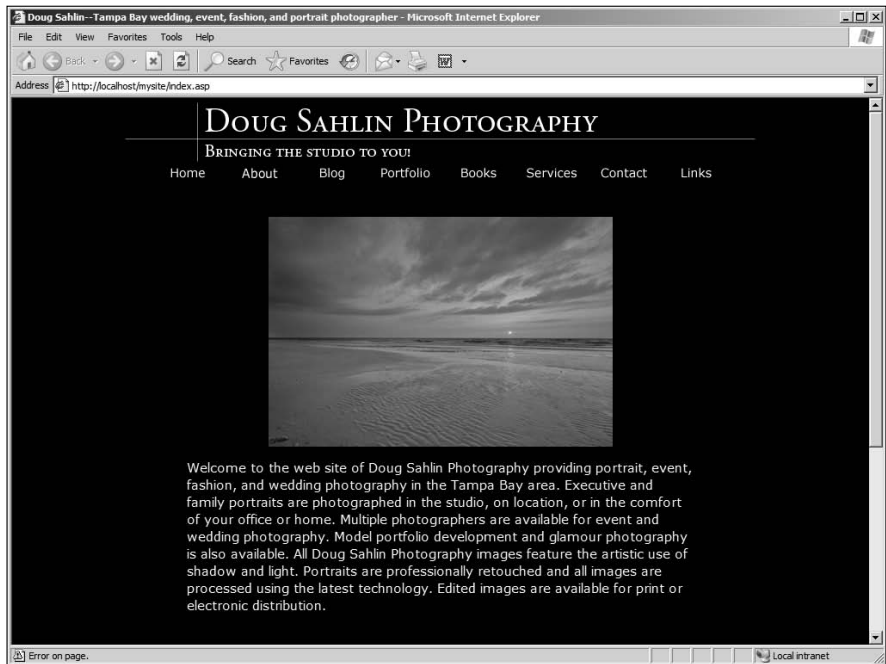 Doug Sahlin--Tampa Bay wedding, event, fashion, and portrait photographer - Microsoft Internet Explorer
File Edit View Favorites Tools Help
Back Search Favorites
Address http://localhost/mysite/index.asp
Doug Sahlin Photography
Bringing the studio to you!
Home About Blog Portfolio Books Services Contact Links
Welcome to the web site of Doug Sahlin Photography providing portrait, event,
fashion, and wedding photography in the Tampa Bay area. Executive and
family portraits are photographed in the studio, on location, or in the comfort
of your office or home. Multiple photographers are available for event and
wedding photography. Model portfolio development and glamour photography
is also available. All Doug Sahlin Photography images feature the artistic use of
shadow and light. Portraits are professionally retouched and all images are
processed using the latest technology. Edited images are available for print or
electronic distribution.
Error on page. Local intranet